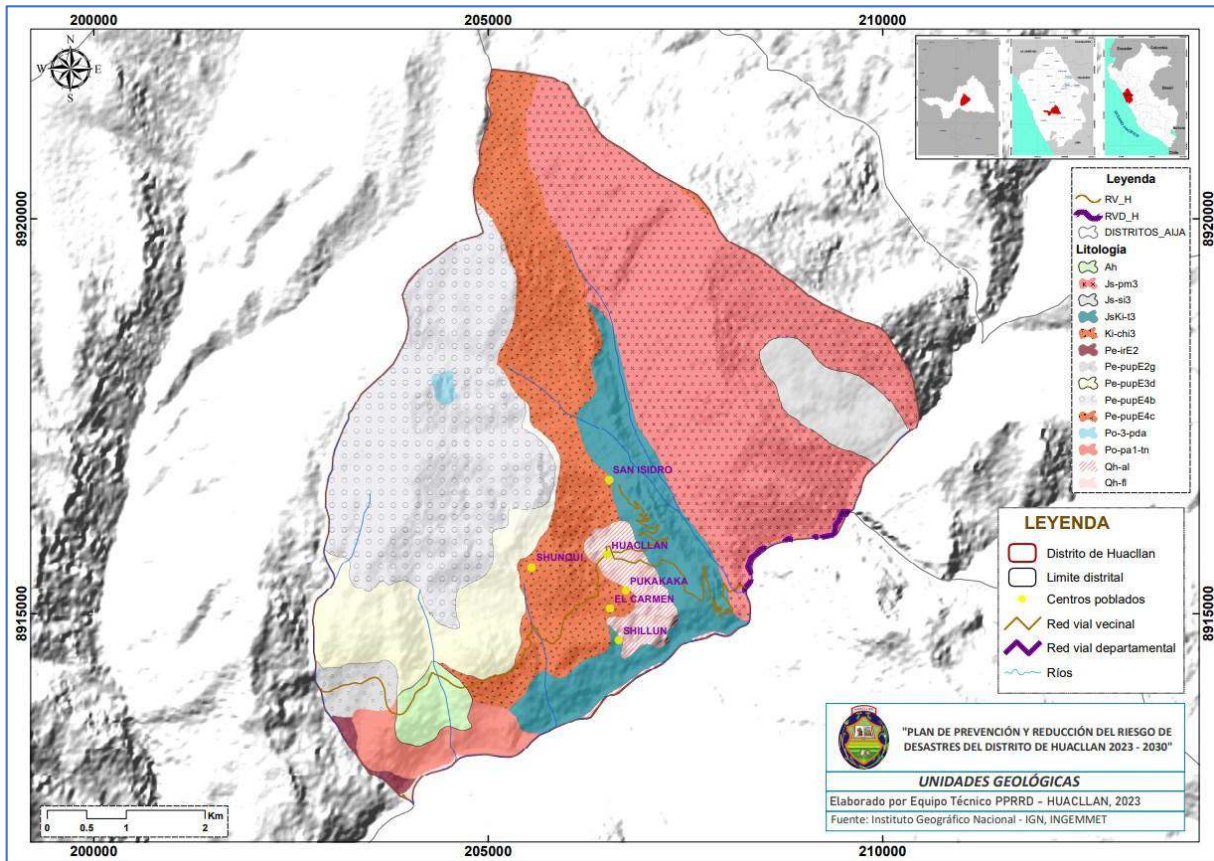 200000
205000
210000
N
W
E
S
8920000
8920000
8915000
8915000
Leyenda
RV_H
RVD_H
DISTRITOS_AIJA
Litología
Ah
Js-pm3
Js-si3
JsKi-t3
Ki-chi3
Pe-irE2
Pe-pupE2g
Pe-pupE3d
Pe-pupE4b
Pe-pupE4c
Po-3-pda
Po-pa1-tn
Qh-al
Qh-fl
SAN ISIDRO
HUACLLAN
SHUNQUI
PUKAKAKA
EL CARMEN
SHILLUN
LEYENDA
Distrito de Huacllan
Limite distrital
Centros poblados
Red vial vecinal
Red vial departamental
Ríos
"PLAN DE PREVENCIÓN Y REDUCCIÓN DEL RIESGO DE
DESASTRES DEL DISTRITO DE HUACLLAN 2023 - 2030"
UNIDADES GEOLÓGICAS
Elaborado por Equipo Técnico PPRRD – HUACLLAN, 2023
Fuente: Instituto Geográfico Nacional - IGN, INGEMMET
Km
0 0.5 1 2
200000
205000
210000